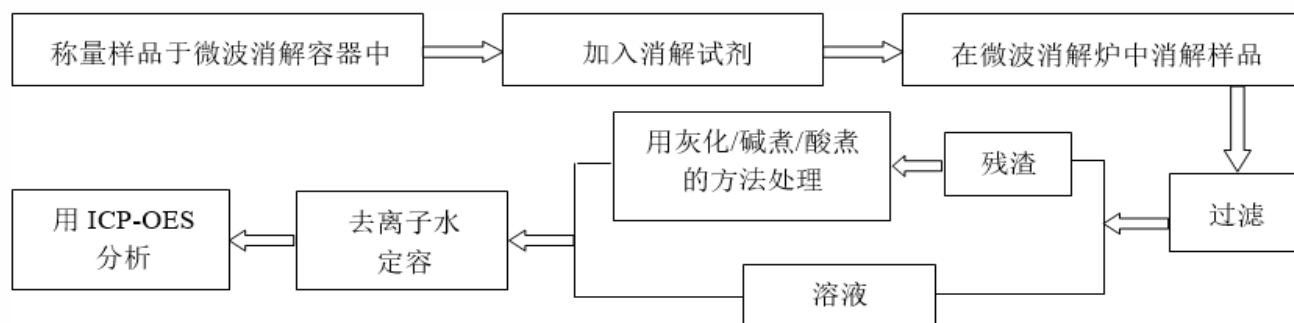 称量样品于微波消解容器中
加入消解试剂
在微波消解炉中消解样品
过滤
残渣
用灰化/碱煮/酸煮
的方法处理
溶液
去离子水
定容
用 ICP-OES
分析